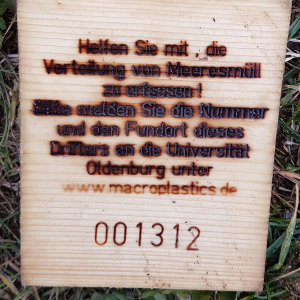 Helfen Sie mit, die
Verteilung von Meeresmüll
zu erfassen!
Bitte melden Sie die Nummer
und den Fundort dieses
Drifters an die Universität
Oldenburg unter
www.macroplastics.de
001312